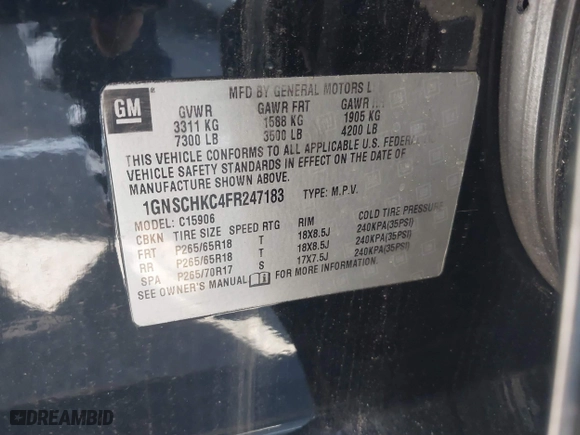 MFD BY GENERAL MOTORS L
GM
GVWR GAWR FRT GAWR
3311 KG 1588 KG 1905 KG
7300 LB 3500 LB 4200 LB
THIS VEHICLE CONFORMS TO ALL APPLICABLE U.S. FEDERAL
VEHICLE SAFETY STANDARDS IN EFFECT ON THE DATE OF
MANUFACTURE SHOWN ABOVE.
1GNSCHKC4FR247183 TYPE: M.P.V.
MODEL: C15906
CBKN TIRE SIZE SPEED RTG RIM COLD TIRE PRESSURE
FRT P265/65R18 T 18X8.5J 240KPA(35PSI)
RR P265/65R18 T 18X8.5J 240KPA(35PSI)
SPA P265/70R17 S 17X7.5J 240KPA(35PSI)
SEE OWNER'S MANUAL FOR MORE INFORMATION.
DREAMBID